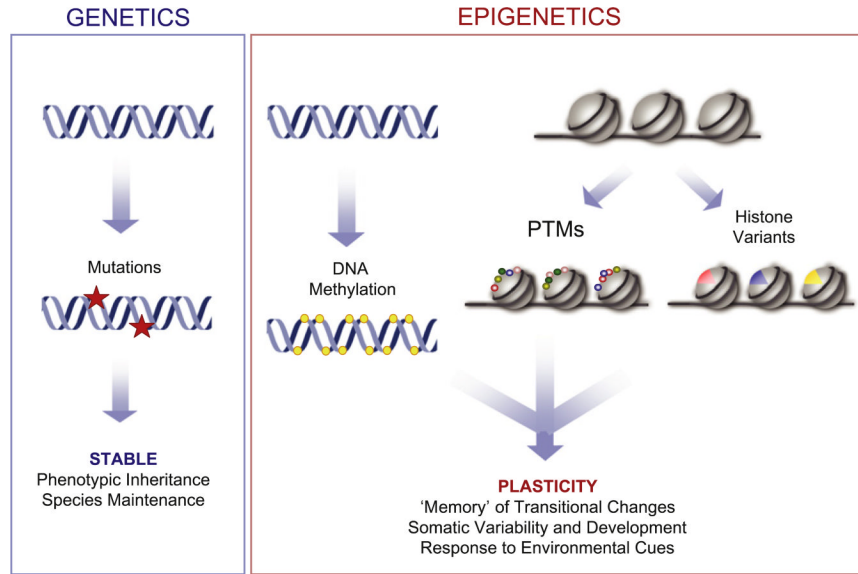 GENETICS
Mutations
STABLE
Phenotypic Inheritance
Species Maintenance
EPIGENETICS
DNA
Methylation
PTMs
Histone
Variants
PLASTICITY
‘Memory’ of Transitional Changes
Somatic Variability and Development
Response to Environmental Cues